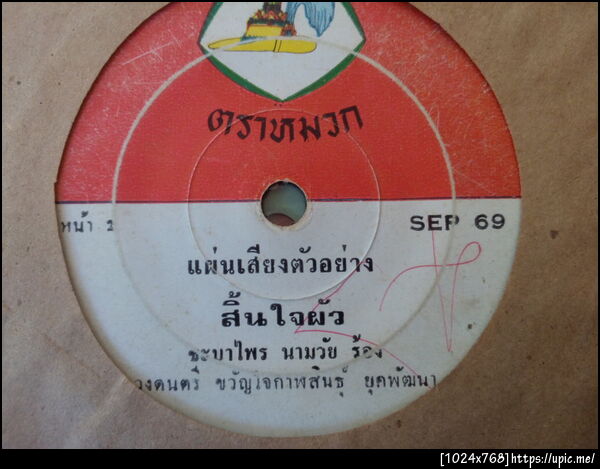 ตราหมวก
หน้า 2 SEP 69
แผ่นเสียงตัวอย่าง
สิ้นใจผัว
ชะบาไพร นามวัย ร้อง
วงดนตรี ขวัญใจกาฬสินธุ์ ยุคพัฒนา
[1024x768]https://upic.me/